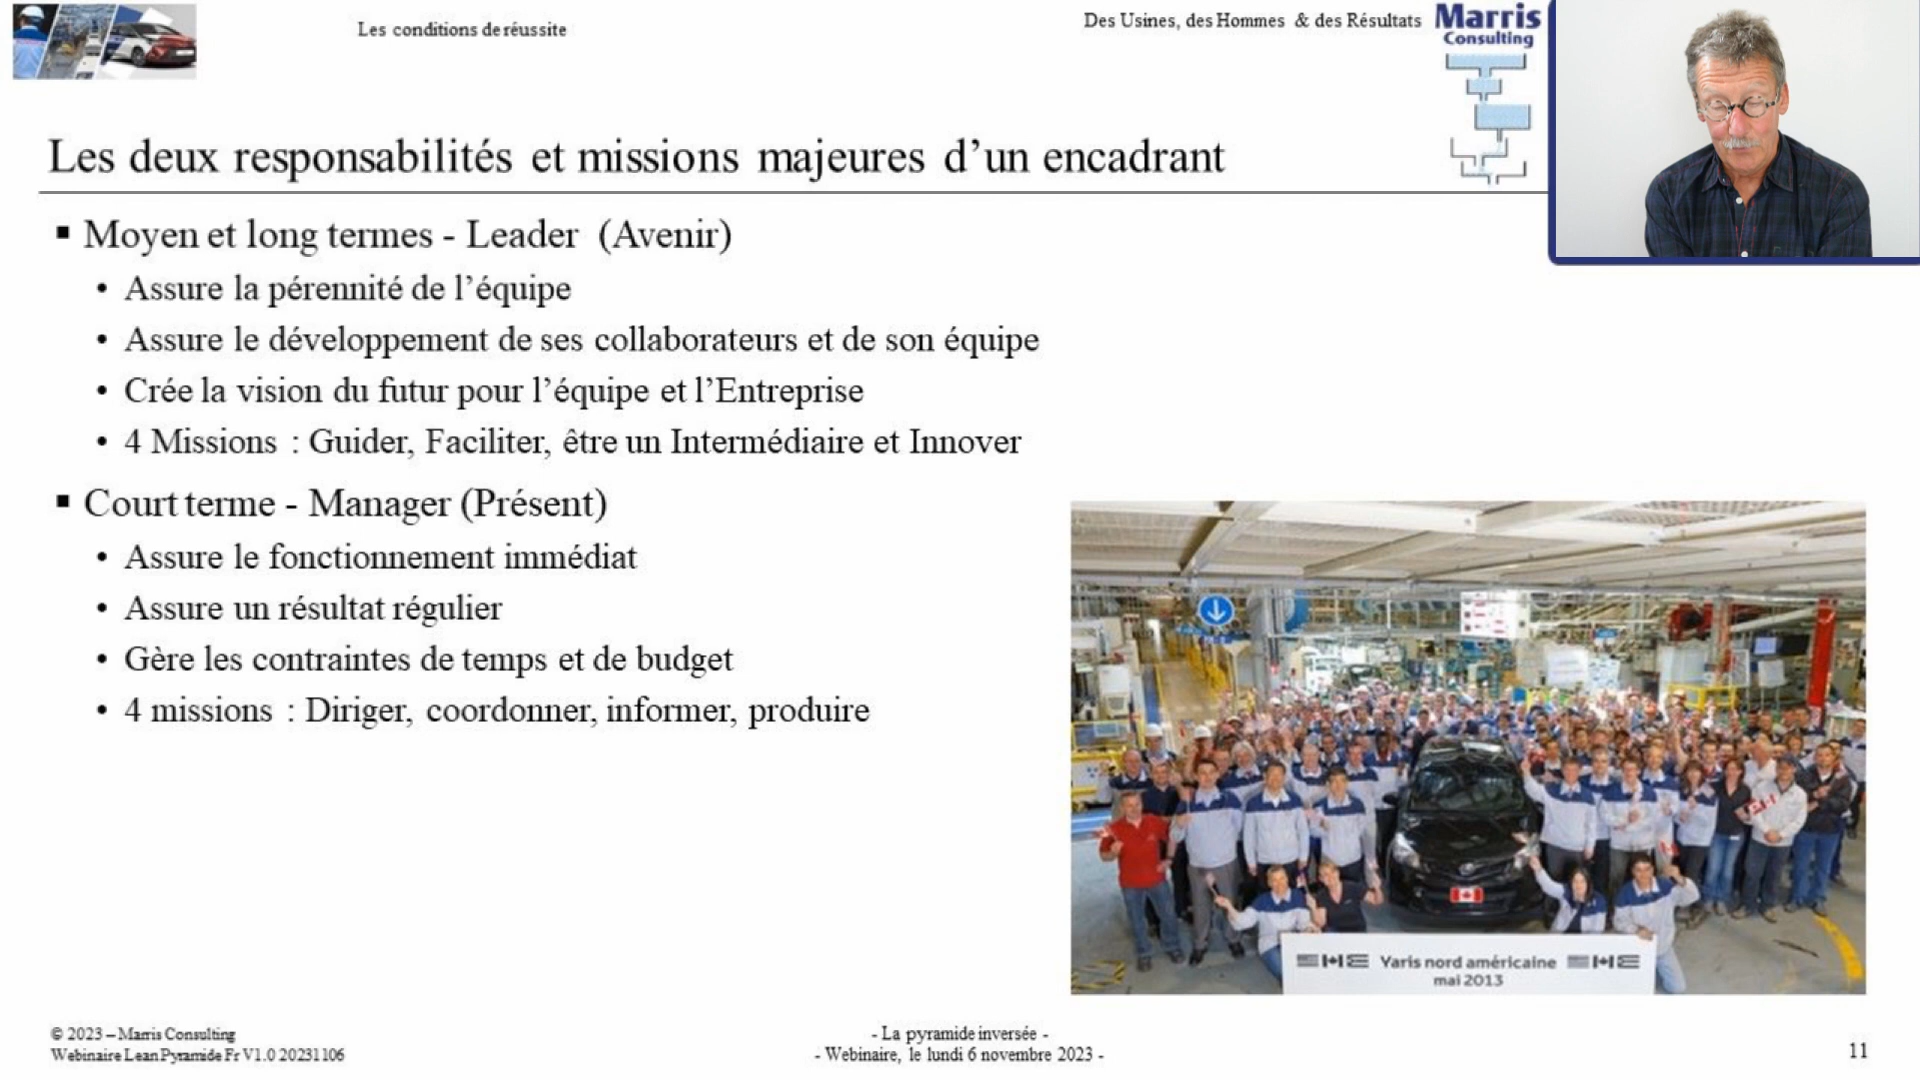 Les conditions de réussite
Des Usines, des Hommes & des Résultats
Marris
Consulting
Les deux responsabilités et missions majeures d’un encadrant
▪ Moyen et long termes - Leader (Avenir)
• Assure la pérennité de l’équipe
• Assure le développement de ses collaborateurs et de son équipe
• Crée la vision du futur pour l’équipe et l’Entreprise
• 4 Missions : Guider, Faciliter, être un Intermédiaire et Innover
▪ Court terme - Manager (Présent)
• Assure le fonctionnement immédiat
• Assure un résultat régulier
• Gère les contraintes de temps et de budget
• 4 missions : Diriger, coordonner, informer, produire
Yaris nord américaine
mai 2013
© 2023 – Marris Consulting
Webinaire Lean Pyramide Fr V1.0 20231106
- La pyramide inversée -
- Webinaire, le lundi 6 novembre 2023 -
11